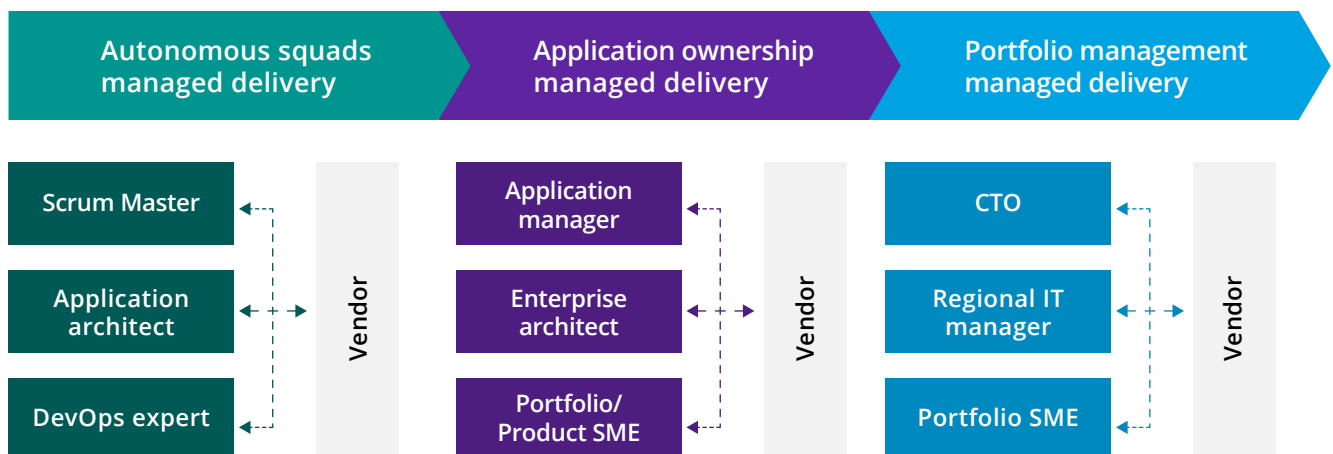 Autonomous squads
managed delivery
Application ownership
managed delivery
Portfolio management
managed delivery
Scrum Master
Application
architect
DevOps expert
Vendor
Application
manager
Enterprise
architect
Portfolio/
Product SME
Vendor
CTO
Regional IT
manager
Portfolio SME
Vendor